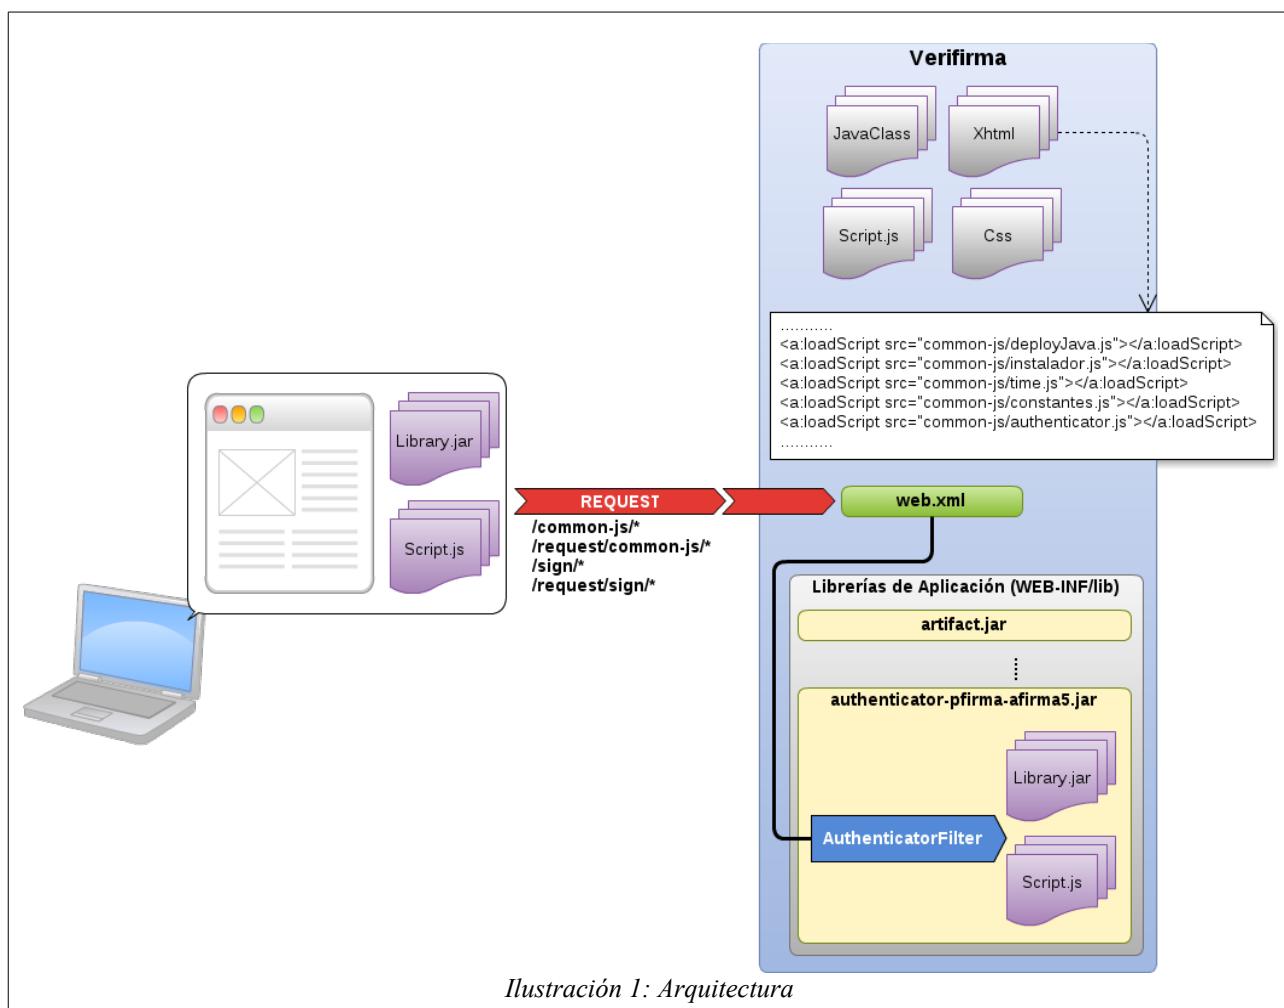 Verifirma
JavaClass
Xhtml
Script.js
Css
...........
<a:loadScript src="common-js/deployJava.js"></a:loadScript>
<a:loadScript src="common-js/instalador.js"></a:loadScript>
<a:loadScript src="common-js/time.js"></a:loadScript>
<a:loadScript src="common-js/constantes.js"></a:loadScript>
<a:loadScript src="common-js/authenticator.js"></a:loadScript>
...........
Library.jar
Script.js
REQUEST
/common-js/*
/request/common-js/*
/sign/*
/request/sign/*
web.xml
Librerías de Aplicación (WEB-INF/lib)
artifact.jar
authenticator-pfirma-afirma5.jar
Library.jar
AuthenticatorFilter
Script.js
Ilustración 1: Arquitectura